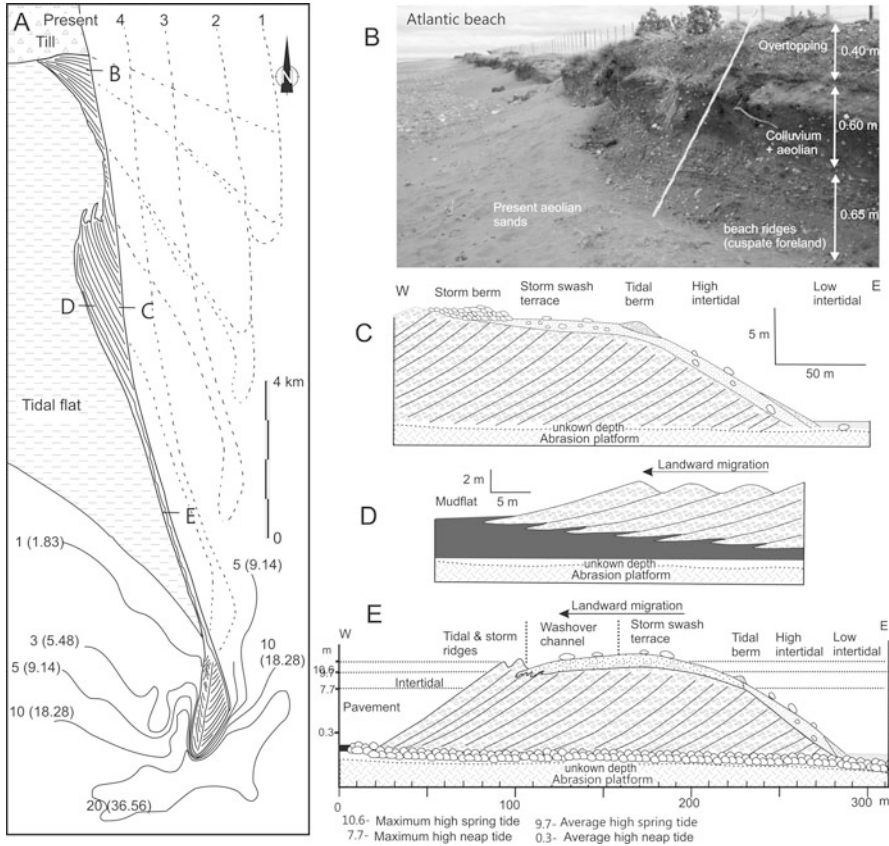 A
Present 4 3 2 1
Till
N
B
D
C
Tidal flat
4 km
0
E
1 (1.83)
5 (9.14)
3 (5.48)
10
(18.28)
5 (9.14)
10 (18.28)
20 (36.56)
B
Atlantic beach
Overtopping
0.40 m
0.60 m
Colluvium
+ aeolian
Present aeolian
sands
0.65 m
beach ridges
(cuspate foreland)
C
W
E
Storm berm
Storm swash
terrace
Tidal
berm
High
intertidal
Low
intertidal
5 m
50 m
unkown depth
Abrasion platform
D
2 m
5 m
Landward migration
Mudflat
unkown depth
Abrasion platform
E
Landward migration
W
E
Tidal & storm
ridges
Washover
channel
Storm swash
terrace
Tidal
berm
High
intertidal
Low
intertidal
m
10.6
9.7
7.7
0.3
Intertidal
Pavement
unkown depth
Abrasion platform
0 100 200 300 m
10.6- Maximum high spring tide 9.7- Average high spring tide
7.7- Maximum high neap tide 0.3- Average high neap tide